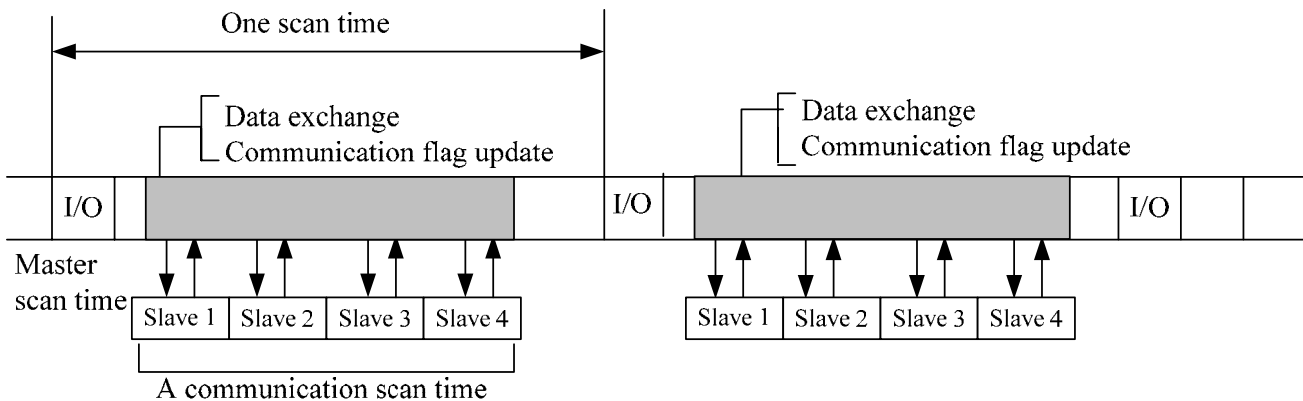 One scan time
Data exchange
Communication flag update
Data exchange
Communication flag update
I/O
I/O
I/O
Master
scan time
Slave 1
Slave 2
Slave 3
Slave 4
Slave 1
Slave 2
Slave 3
Slave 4
A communication scan time